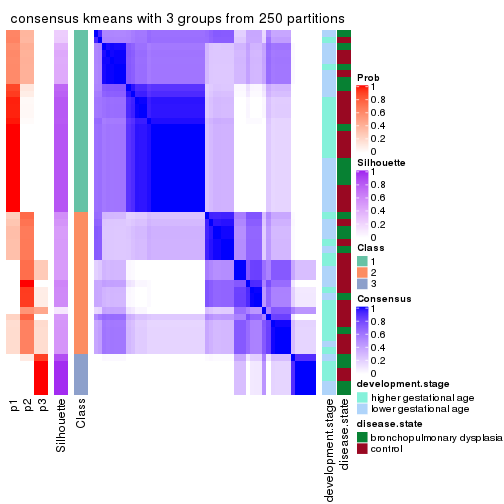 consensus kmeans with 3 groups from 250 partitions
Prob
1
0.8
0.6
0.4
0.2
0
Silhouette
1
0.8
0.6
0.4
0.2
0
Class
1
2
3
Consensus
1
0.8
0.6
0.4
0.2
0
development.stage
higher gestational age
lower gestational age
disease.state
bronchopulmonary dysplasia
control
p1
p2
p3
Silhouette
Class
development.stage
disease.state